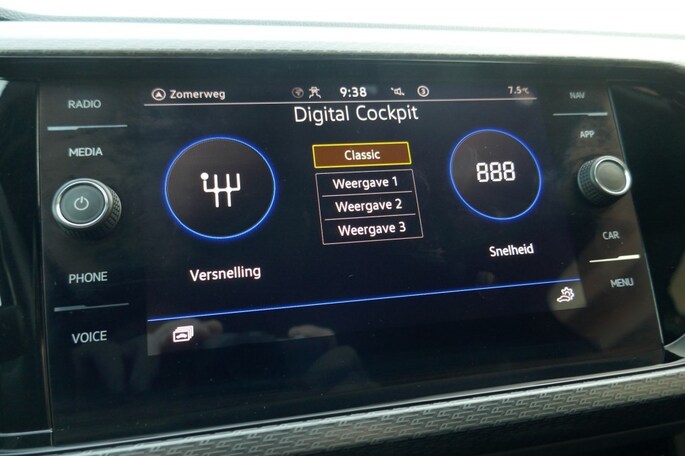 RADIO
MEDIA
PHONE
VOICE
Zomerweg
9:38
3
7.5°C
Digital Cockpit
Classic
Weergave 1
Weergave 2
Weergave 3
Versnelling
888
Snelheid
NAV
APP
CAR
MENU